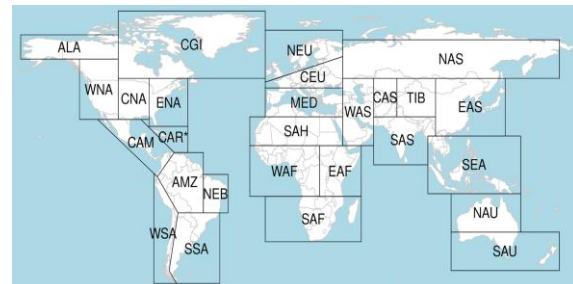 ALA
CGI
NEU
NAS
CEU
WNA
CNA
ENA
MED
WAS
CAS
TIB
EAS
SAH
CAM
CAR*
SAS
WAF
EAF
SEA
AMZ
NEB
SAF
NAU
WSA
SSA
SAU